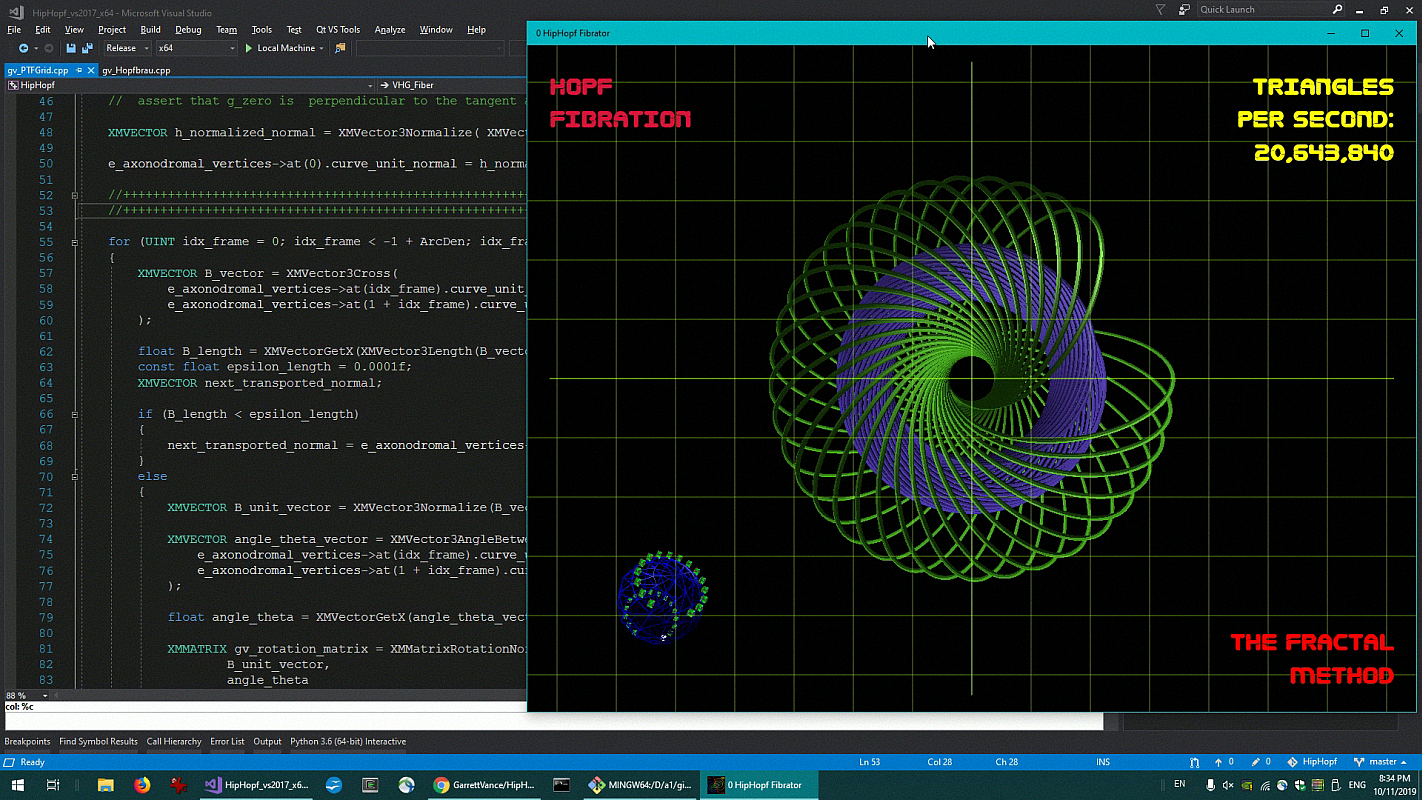 HipHopf_vs2017_x64 - Microsoft Visual Studio
Quick Launch
File Edit View Project Build Debug Team Tools Test Qt VS Tools Analyze Window Help
Release x64 Local Machine
gv_PTFGrid.cpp gv_Hopfbrau.cpp
HipHopf VHG_Fiber
46 // assert that g_zero is perpendicular to the tangent
47
48 XMVECTOR h_normalized_normal = XMVector3Normalize( XMVec
49
50 e_axonodromal_vertices->at(0).curve_unit_normal = h_norm
51
52 //++++++++++++++++++++++++++++++++++++++++++++++++++++++++
53 //++++++++++++++++++++++++++++++++++++++++++++++++++++++++
54
55 for (UINT idx_frame = 0; idx_frame < -1 + ArcDen; idx_fra
56 {
57 XMVECTOR B_vector = XMVector3Cross(
58 e_axonodromal_vertices->at(idx_frame).curve_unit_
59 e_axonodromal_vertices->at(1 + idx_frame).curve_u
60 );
61
62 float B_length = XMVectorGetX(XMVector3Length(B_vecto
63 const float epsilon_length = 0.0001f;
64 XMVECTOR next_transported_normal;
65
66 if (B_length < epsilon_length)
67 {
68 next_transported_normal = e_axonodromal_vertices-
69 }
70 else
71 {
72 XMVECTOR B_unit_vector = XMVector3Normalize(B_vec
73
74 XMVECTOR angle_theta_vector = XMVector3AngleBetwe
75 e_axonodromal_vertices->at(idx_frame).curve_u
76 e_axonodromal_vertices->at(1 + idx_frame).cur
77 );
78
79 float angle_theta = XMVectorGetX(angle_theta_vect
80
81 XMMATRIX gv_rotation_matrix = XMMatrixRotationNor
82 B_unit_vector,
83 angle_theta
88 %
col: %c
0 HipHopf Fibrator
HOPF
FIBRATION
TRIANGLES
PER SECOND:
20,643,840
THE FRACTAL
METHOD
Breakpoints Find Symbol Results Call Hierarchy Error List Output Python 3.6 (64-bit) Interactive
Ready Ln 53 Col 28 Ch 28 INS 0 0 HipHopf master
HipHopf_vs2017_x6... GarrettVance/HipH... MINGW64:/D/a1/gi... 0 HipHopf Fibrator EN ENG
8:34 PM
10/11/2019